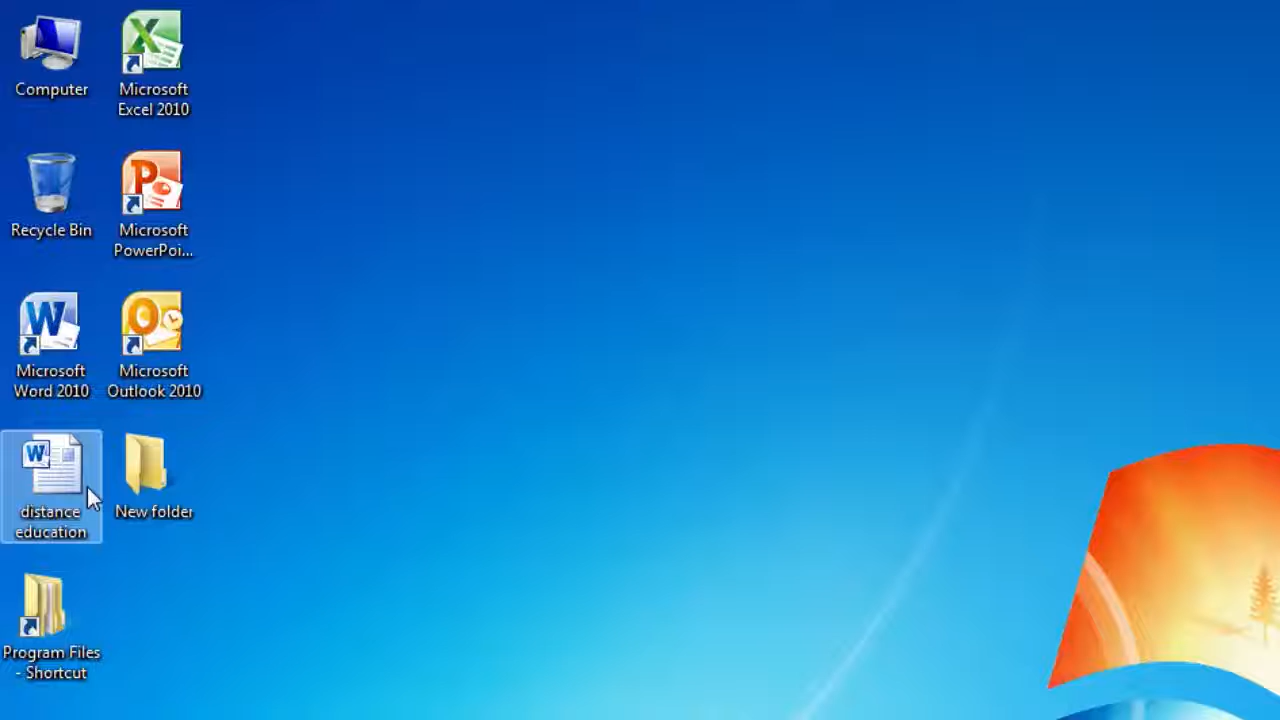 Computer
Microsoft
Excel 2010
Recycle Bin
Microsoft
PowerPoi...
Microsoft
Word 2010
Microsoft
Outlook 2010
distance
education
New folder
Program Files
- Shortcut